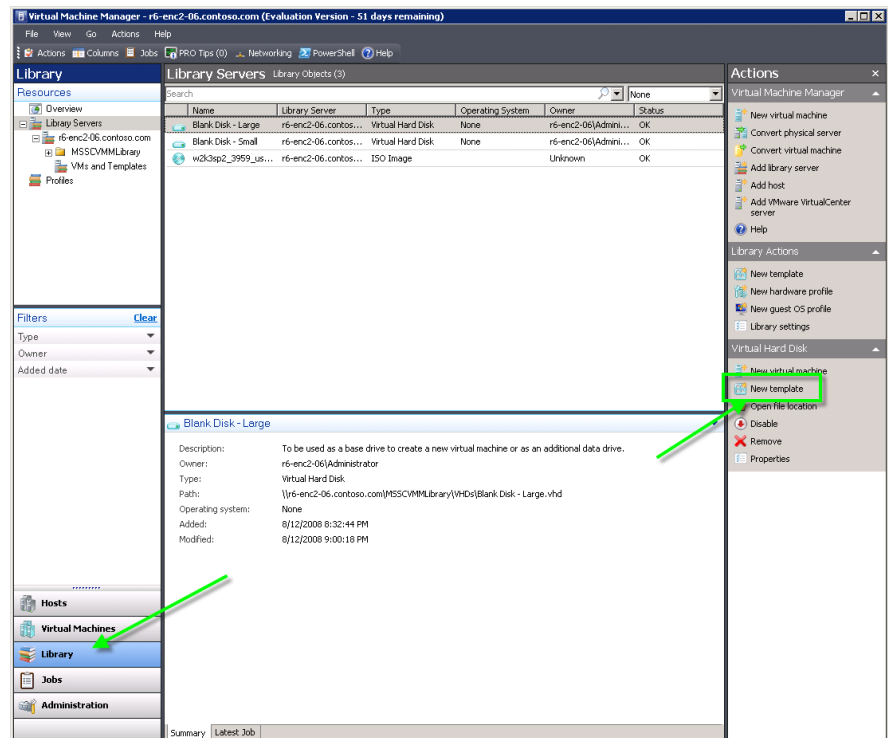 Virtual Machine Manager - r6-enc2-06.contoso.com (Evaluation Version - 51 days remaining)
File View Go Actions Help
Actions Columns Jobs PRO Tips (0) Networking PowerShell Help
Library
Resources
Overview
Library Servers
r6-enc2-06.contoso.com
MSSCVMMLibrary
VMs and Templates
Profiles
Filters Clear
Type
Owner
Added date
Hosts
Virtual Machines
Library
Jobs
Administration
Library Servers Library Objects (3)
Search None
Name Library Server Type Operating System Owner Status
Blank Disk - Large r6-enc2-06.contos... Virtual Hard Disk None r6-enc2-06\Admini... OK
Blank Disk - Small r6-enc2-06.contos... Virtual Hard Disk None r6-enc2-06\Admini... OK
w2k3sp2_3959_us... r6-enc2-06.contos... ISO Image Unknown OK
Blank Disk - Large
Description: To be used as a base drive to create a new virtual machine or as an additional data drive.
Owner: r6-enc2-06\Administrator
Type: Virtual Hard Disk
Path: \\r6-enc2-06.contoso.com\MSSCVMMLibrary\VHDs\Blank Disk - Large.vhd
Operating system: None
Added: 8/12/2008 8:32:44 PM
Modified: 8/12/2008 9:00:18 PM
Summary Latest Job
Actions
Virtual Machine Manager
New virtual machine
Convert physical server
Convert virtual machine
Add library server
Add host
Add VMware VirtualCenter
server
Help
Library Actions
New template
New hardware profile
New guest OS profile
Library settings
Virtual Hard Disk
New virtual machine
New template
Open file location
Disable
Remove
Properties